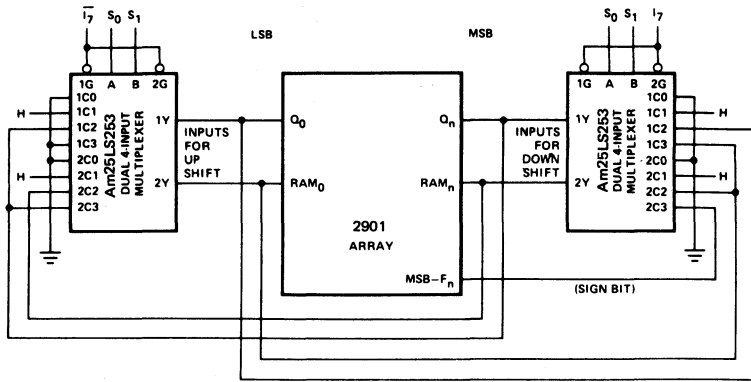 I̅7 S0 S1
LSB
MSB
S0 S1 I7
1G A B 2G
1C0
1C1
1C2
1C3
2C0
2C1
2C2
2C3
H
H
Am25LS253
DUAL 4-INPUT
MULTIPLEXER
1Y
2Y
INPUTS
FOR
UP
SHIFT
Q0
RAM0
2901
ARRAY
Qn
RAMn
MSB–Fn
(SIGN BIT)
INPUTS
FOR
DOWN
SHIFT
1G A B 2G
1Y
2Y
Am25LS253
DUAL 4-INPUT
MULTIPLEXER
1C0
1C1
1C2
1C3
2C0
2C1
2C2
2C3
H
H